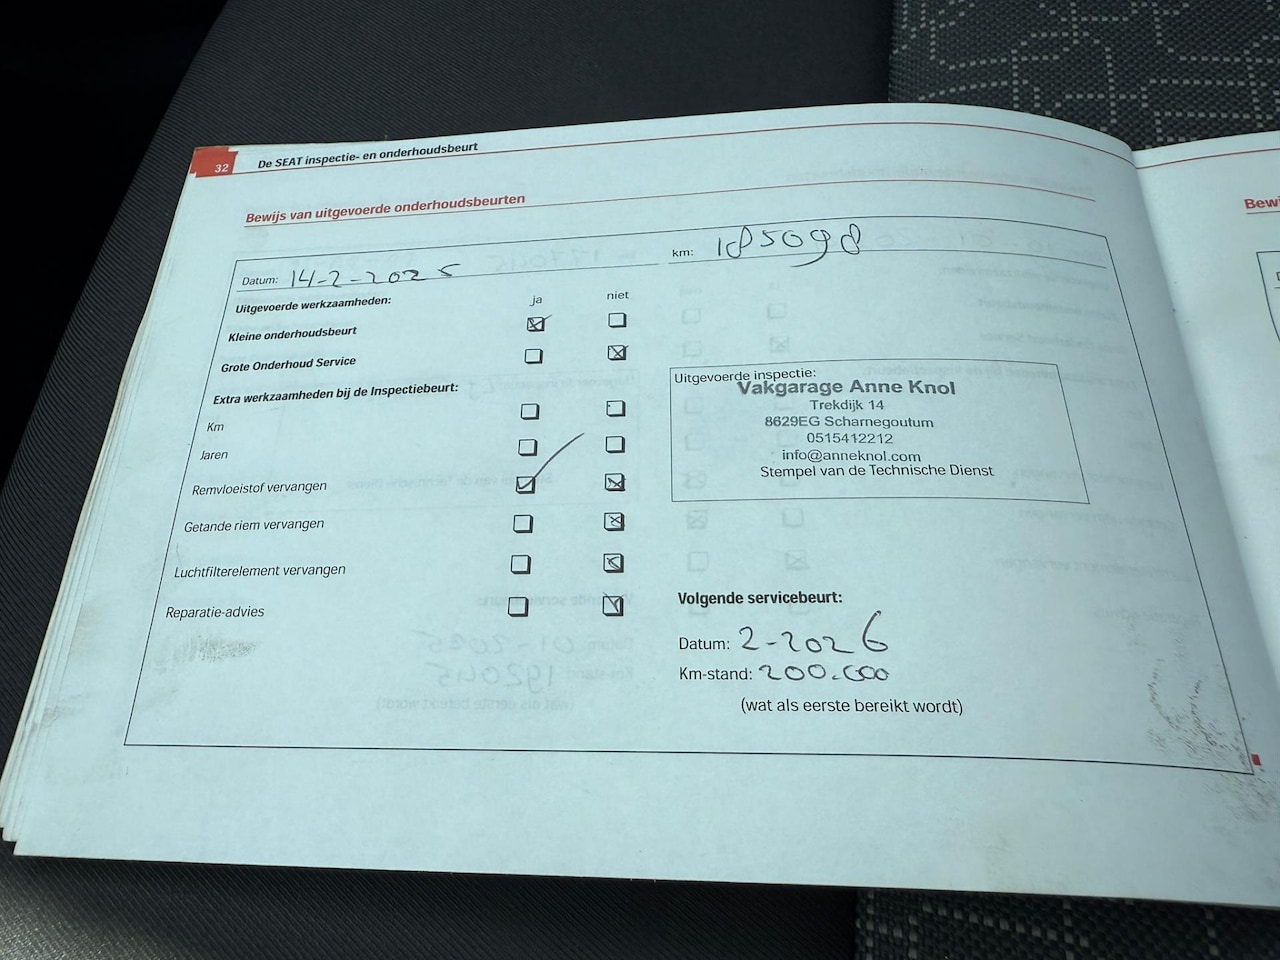 32 De SEAT inspectie- en onderhoudsbeurt
Bewijs van uitgevoerde onderhoudsbeurten
Datum: 14-2-2025 km: 185098
Uitgevoerde werkzaamheden: ja niet
Kleine onderhoudsbeurt
Grote Onderhoud Service
Extra werkzaamheden bij de Inspectiebeurt:
Km
Jaren
Remvloeistof vervangen
Getande riem vervangen
Luchtfilterelement vervangen
Reparatie-advies
Uitgevoerde inspectie:
Vakgarage Anne Knol
Trekdijk 14
8629EG Scharnegoutum
0515412212
info@anneknol.com
Stempel van de Technische Dienst
Volgende servicebeurt:
Datum: 2-2026
Km-stand: 200.000
(wat als eerste bereikt wordt)
Bewi